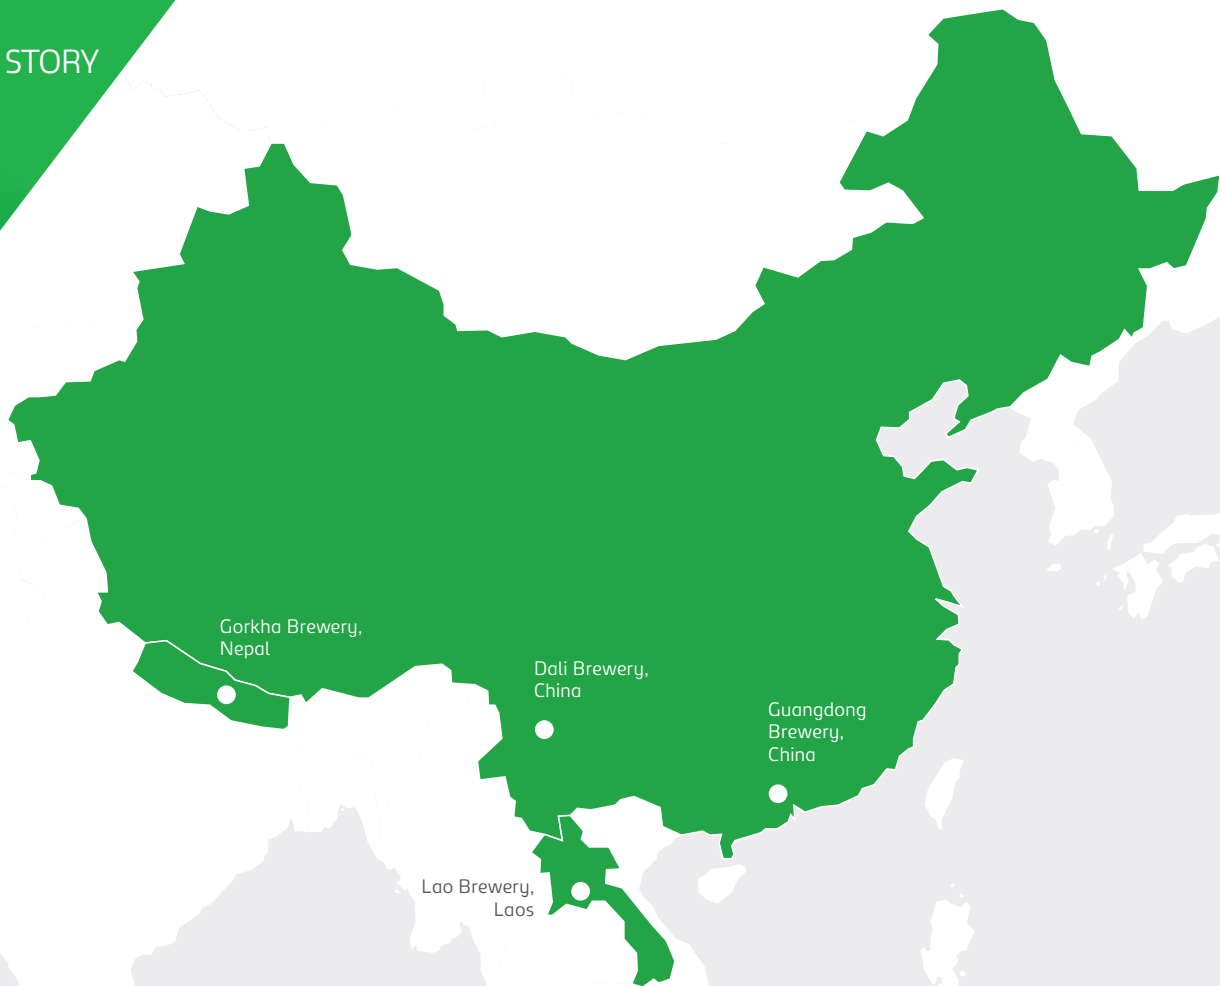 STORY
Gorkha Brewery,
Nepal
Dali Brewery,
China
Guangdong
Brewery,
China
Lao Brewery,
Laos